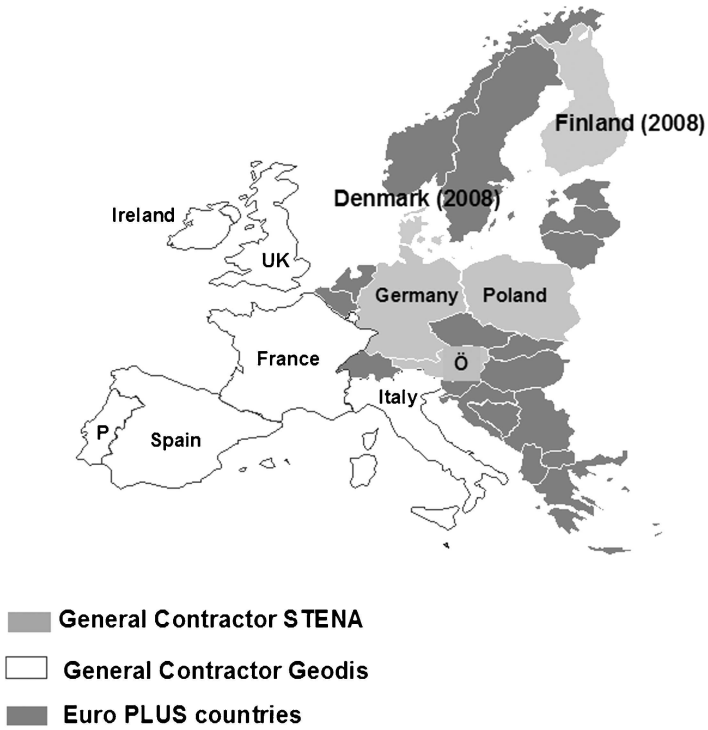 Finland (2008)
Denmark (2008)
Ireland
UK
Germany
Poland
France
Ö
Italy
P
Spain
General Contractor STENA
General Contractor Geodis
Euro PLUS countries